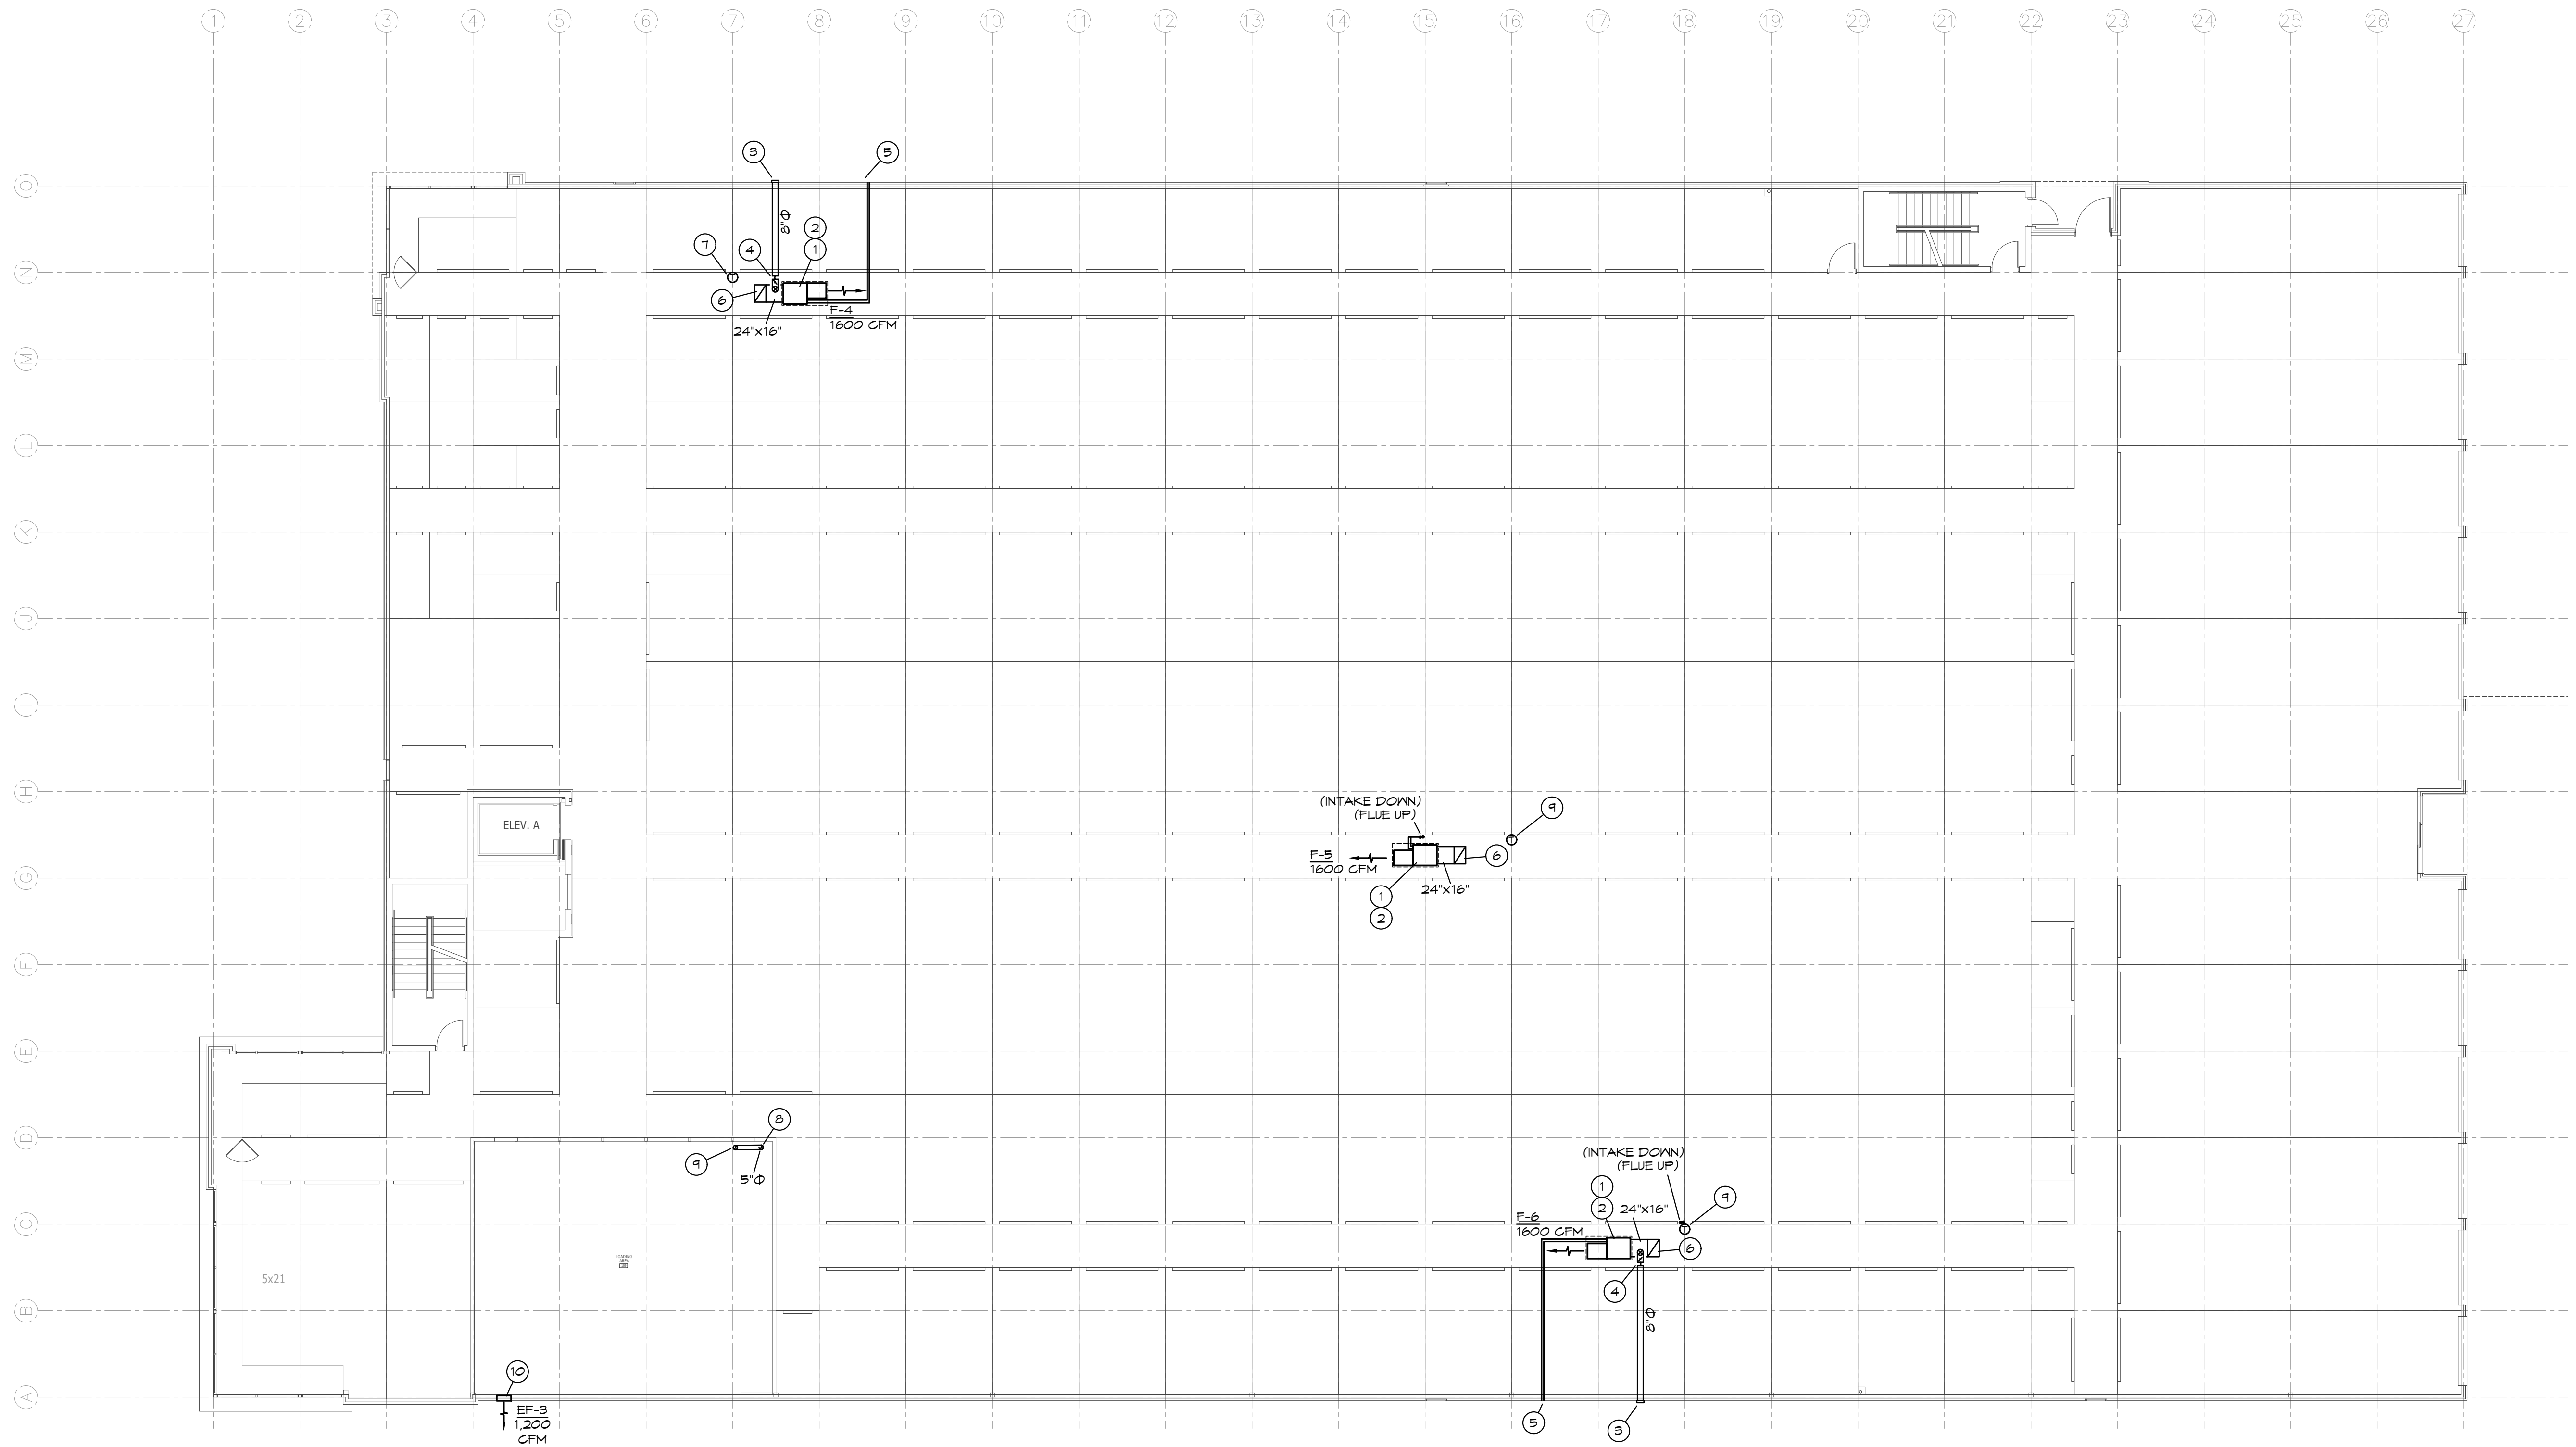 1 2 3 4 5 6 7 8 9 10 11 12 13 14 15 16 17 18 19 20 21 22 23 24 25 26 27
O
3
5
8"Φ
2
1
7
4
N
6
F-4
1600 CFM
24"x16"
M
L
K
J
I
H
(INTAKE DOWN)
(FLUE UP)
9
ELEV. A
F-5
1600 CFM
6
G
24"x16"
1
2
F
E
8
D
9
5"Φ
(INTAKE DOWN)
(FLUE UP)
1
2
24"x16"
9
C
F-6
1600 CFM
6
LOADING
AREA
5x21
4
B
8"Φ
10
A
EF-3
1,200
CFM
5
3